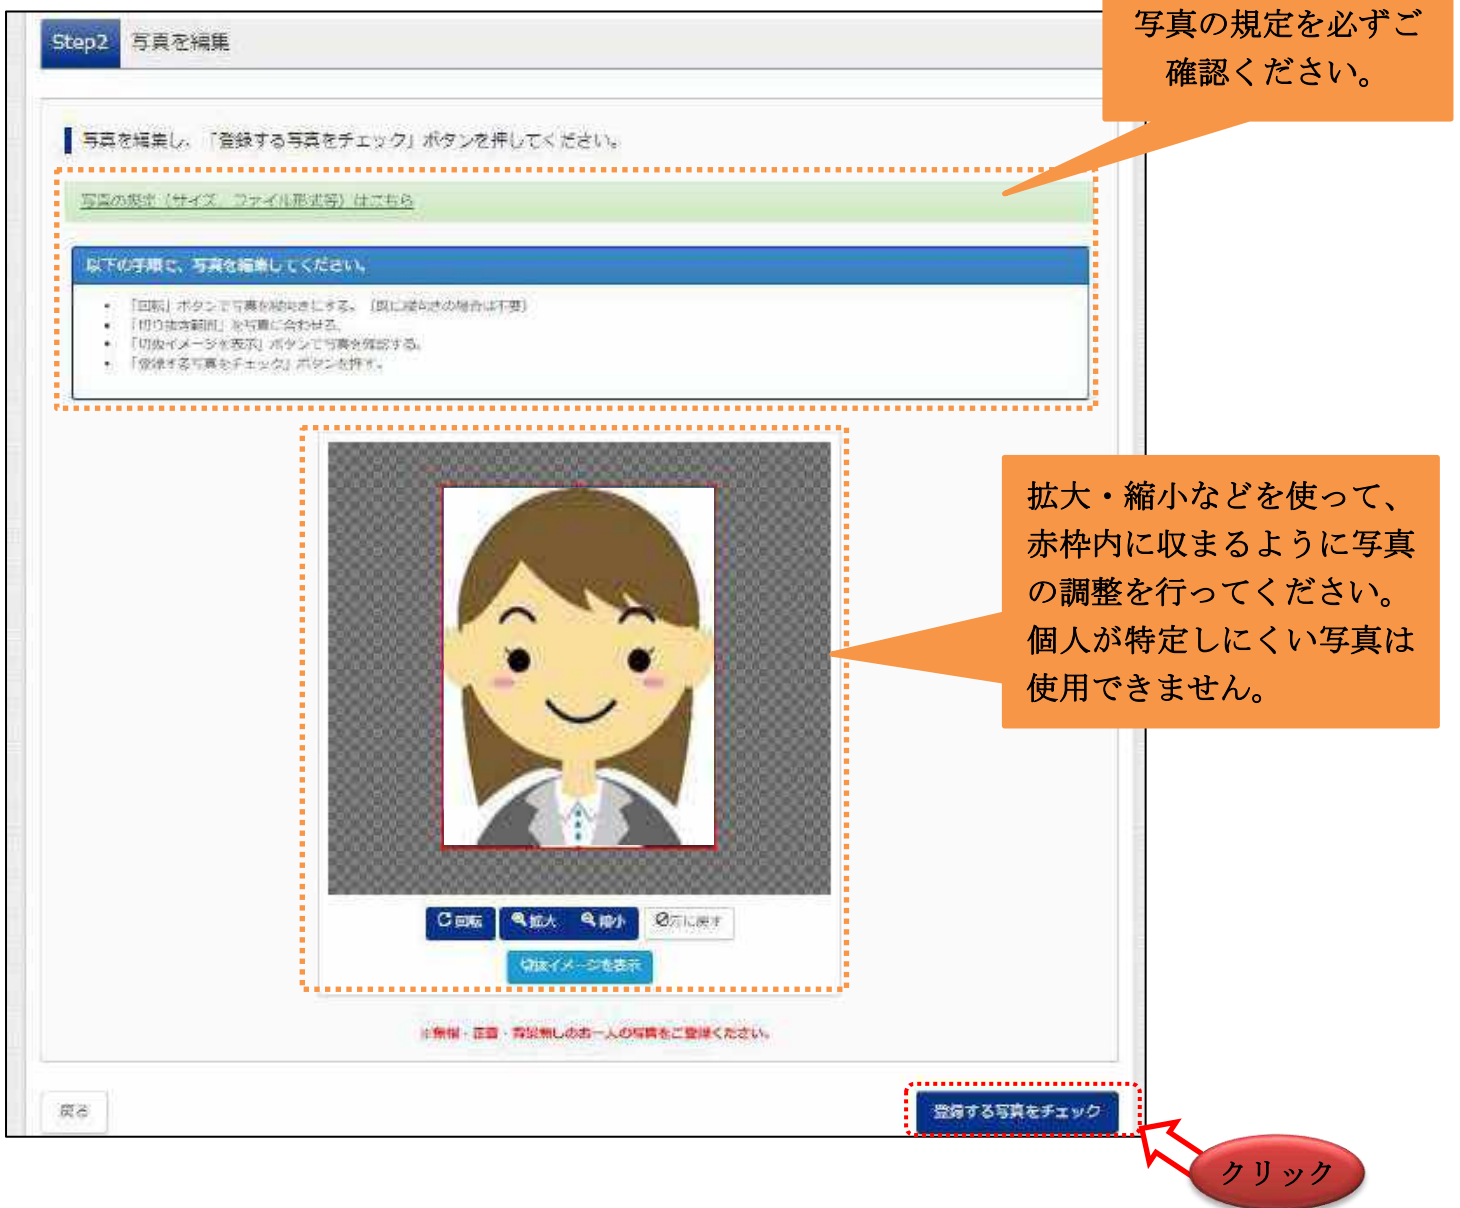 写真の規定を必ずご
確認ください。
Step2 写真を編集
写真を編集し、「登録する写真をチェック」ボタンを押してください。
写真の規定（サイズ、ファイル形式等）はこちら
以下の手順で、写真を編集してください。
「回転」ボタンで写真を縦向きにする。（既に縦向きの場合は不要）
「切り抜き範囲」を写真に合わせる。
「切抜イメージを表示」ボタンで写真を確認する。
「登録する写真をチェック」ボタンを押す。
拡大・縮小などを使って、
赤枠内に収まるように写真
の調整を行ってください。
個人が特定しにくい写真は
使用できません。
回転 拡大 縮小 元に戻す
切抜イメージを表示
※無帽・正面・背景無しのお一人の写真をご登録ください。
戻る
登録する写真をチェック
クリック